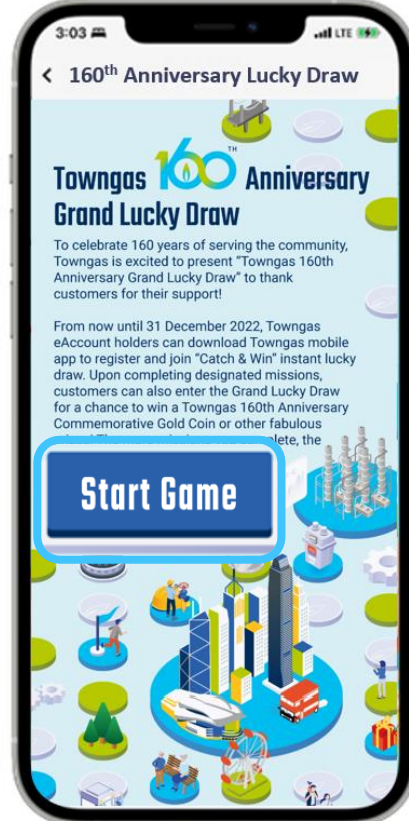 3:03 LTE
160th Anniversary Lucky Draw
Towngas 160TH Anniversary
Grand Lucky Draw
To celebrate 160 years of serving the community,
Towngas is excited to present "Towngas 160th
Anniversary Grand Lucky Draw" to thank
customers for their support!
From now until 31 December 2022, Towngas
eAccount holders can download Towngas mobile
app to register and join "Catch & Win" instant lucky
draw. Upon completing designated missions,
customers can also enter the Grand Lucky Draw
for a chance to win a Towngas 160th Anniversary
Commemorative Gold Coin or other fabulous
the
Start Game